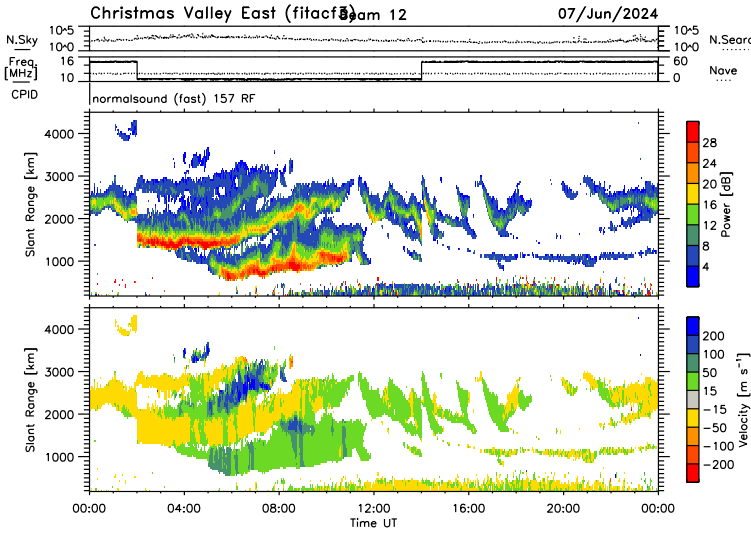 Christmas Valley East (fitacf3) Beam 12 07/Jun/2024
N.Sky 10^5 10^0 10^5 10^0 N.Searc
Freq. [MHz] 16 10 60 0 Nave
CPID normalsound (fast) 157 RF
Slant Range [km] 4000 3000 2000 1000
Power [dB] 28 24 20 16 12 8 4
Slant Range [km] 4000 3000 2000 1000
Velocity [m s⁻¹] 200 100 50 15 −15 −50 −100 −200
00:00 04:00 08:00 12:00 16:00 20:00 00:00
Time UT